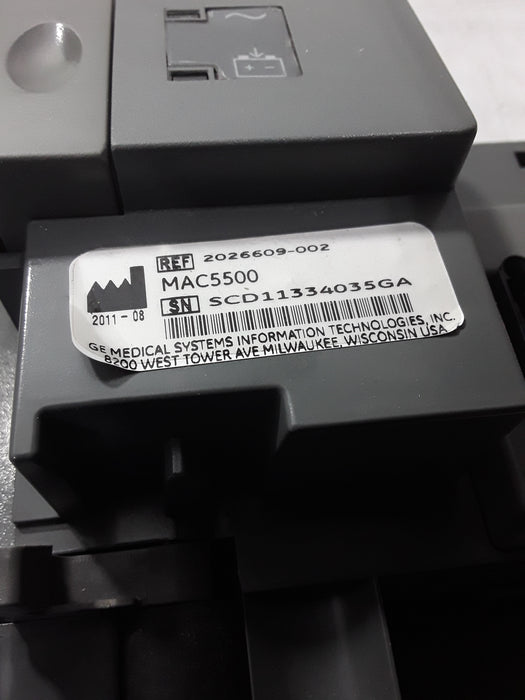 REF 2026609-002
MAC5500
SN SCD11334035GA
2011-08
GE MEDICAL SYSTEMS INFORMATION TECHNOLOGIES, INC.
8200 WEST TOWER AVE MILWAUKEE, WISCONSIN USA